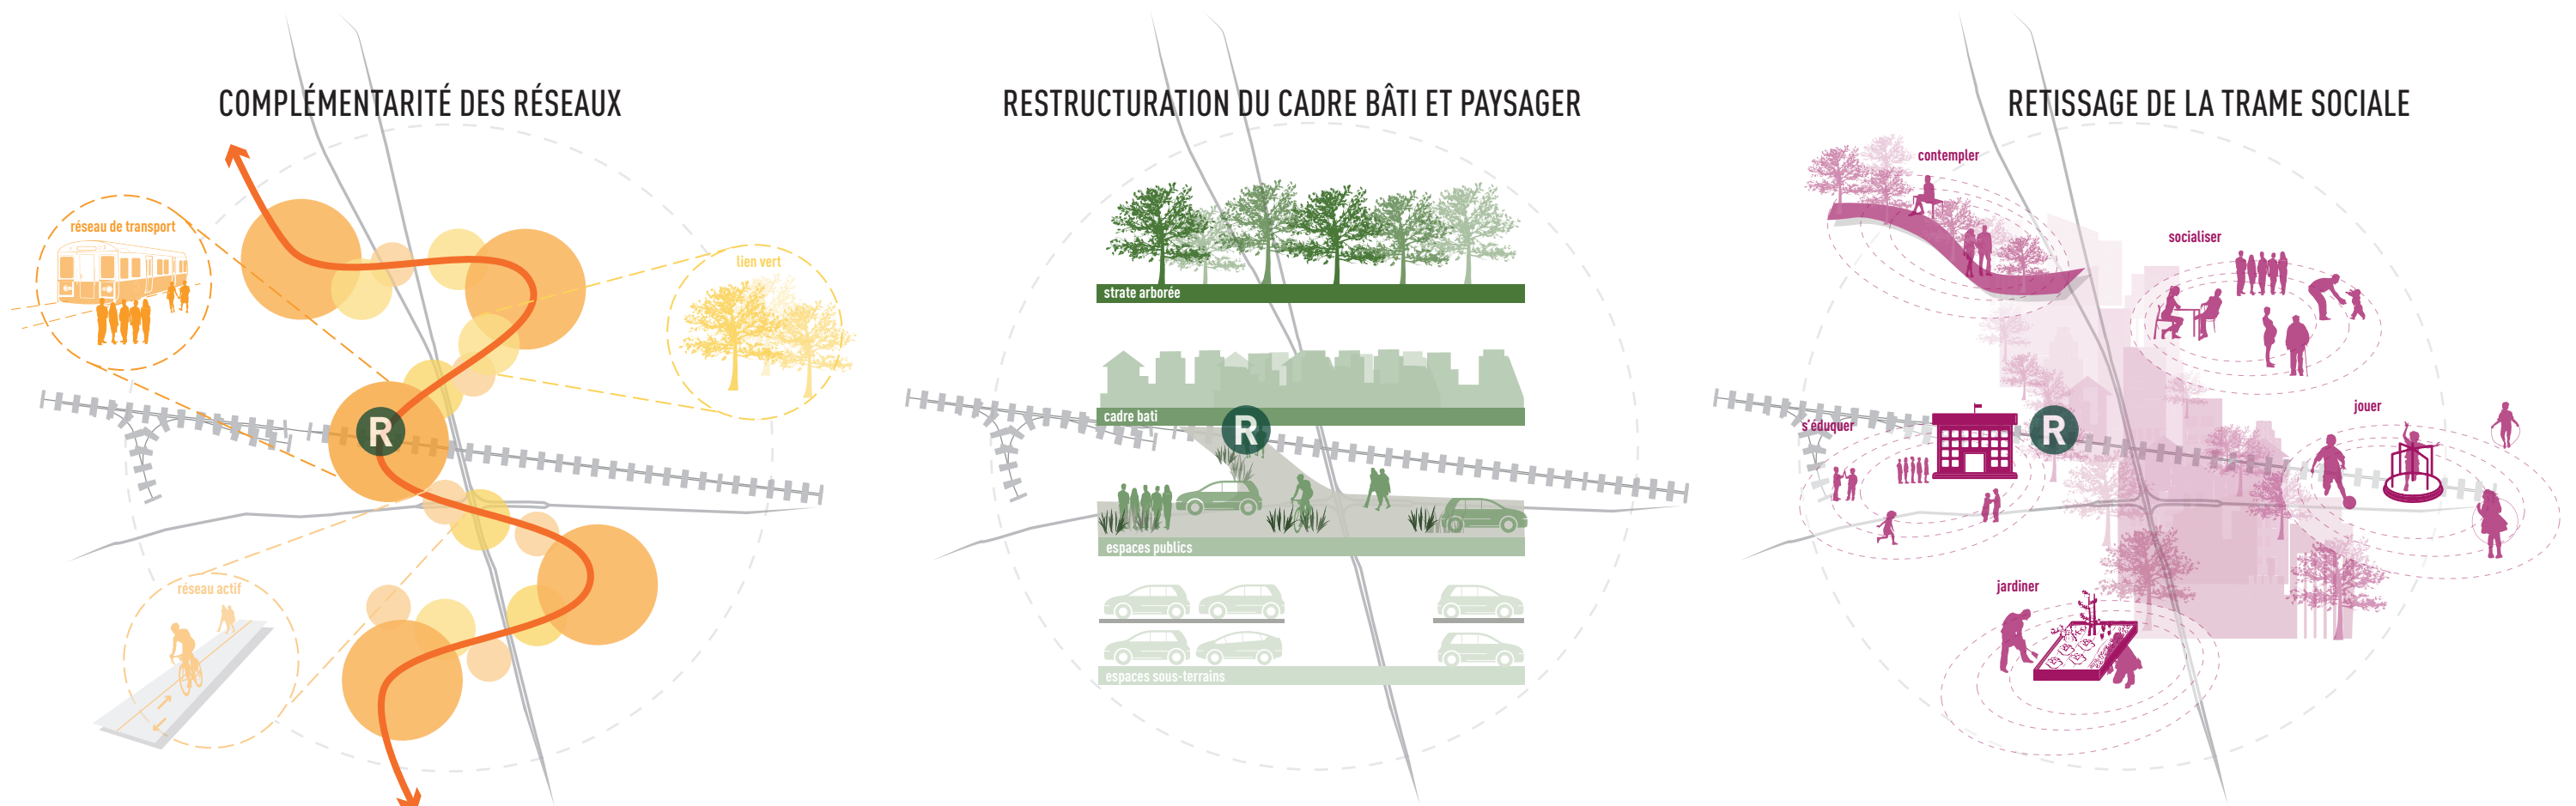 COMPLÉMENTARITÉ DES RÉSEAUX
réseau de transport
lien vert
R
réseau actif
RESTRUCTURATION DU CADRE BÂTI ET PAYSAGER
strate arborée
cadre bati
R
espaces publics
espaces sous-terrains
RETISSAGE DE LA TRAME SOCIALE
contempler
socialiser
jouer
s'éduquer
R
jardiner